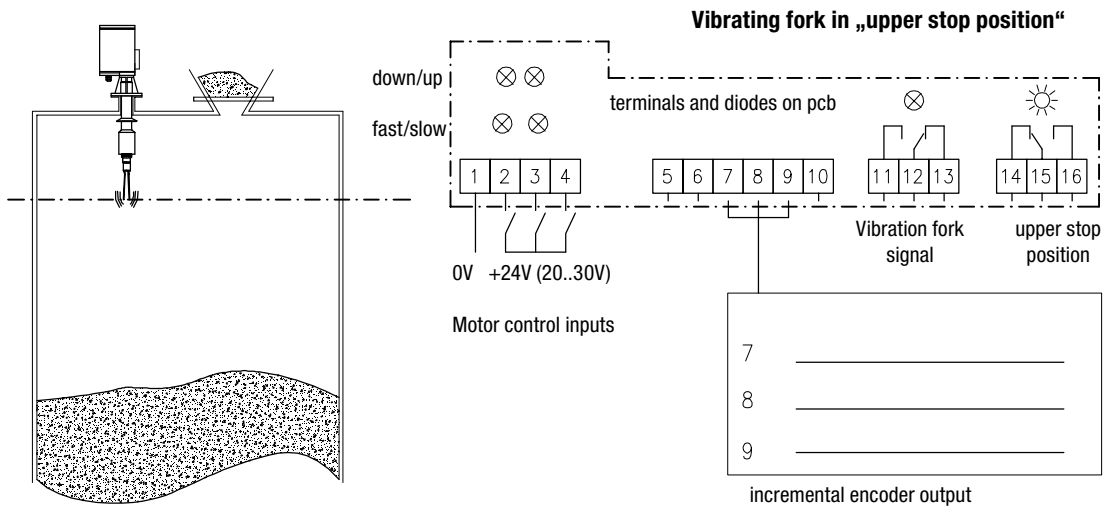 Vibrating fork in „upper stop position“
down/up
terminals and diodes on pcb
fast/slow
1 2 3 4
5 6 7 8 9 10
11 12 13
14 15 16
Vibration fork
signal
upper stop
position
0V +24V (20..30V)
Motor control inputs
7
8
9
incremental encoder output